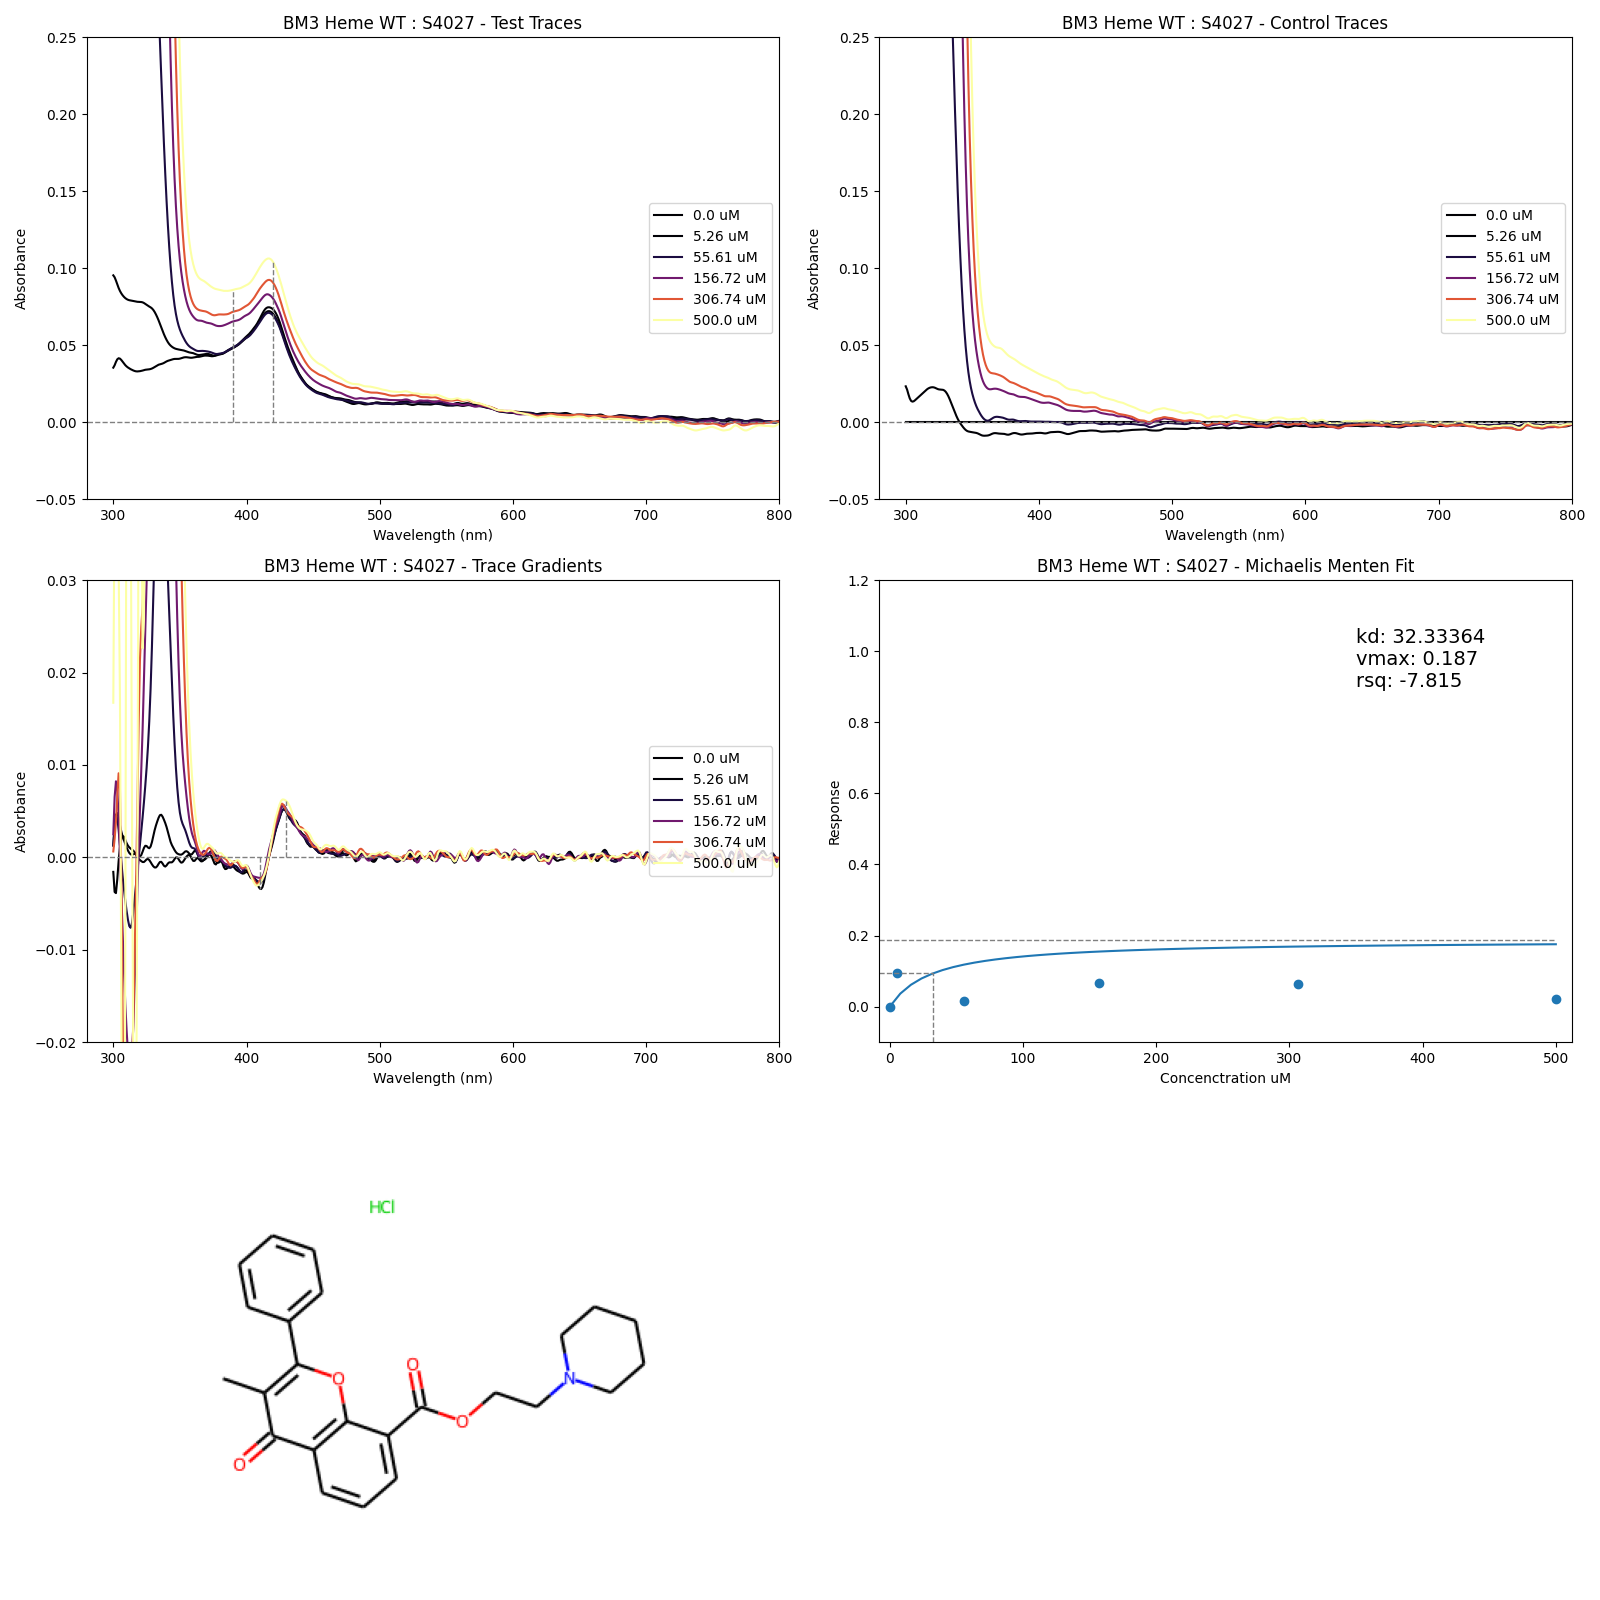 BM3 Heme WT : S4027 - Test Traces
Absorbance
0.25
0.20
0.15
0.10
0.05
0.00
−0.05
300 400 500 600 700 800
Wavelength (nm)
0.0 uM
5.26 uM
55.61 uM
156.72 uM
306.74 uM
500.0 uM
BM3 Heme WT : S4027 - Control Traces
Absorbance
0.25
0.20
0.15
0.10
0.05
0.00
−0.05
300 400 500 600 700 800
Wavelength (nm)
0.0 uM
5.26 uM
55.61 uM
156.72 uM
306.74 uM
500.0 uM
BM3 Heme WT : S4027 - Trace Gradients
Absorbance
0.03
0.02
0.01
0.00
−0.01
−0.02
300 400 500 600 700 800
Wavelength (nm)
0.0 uM
5.26 uM
55.61 uM
156.72 uM
306.74 uM
500.0 uM
BM3 Heme WT : S4027 - Michaelis Menten Fit
Response
1.2
1.0
0.8
0.6
0.4
0.2
0.0
0 100 200 300 400 500
Concenctration uM
kd: 32.33364
vmax: 0.187
rsq: -7.815
HCl
O
O
N
O
O